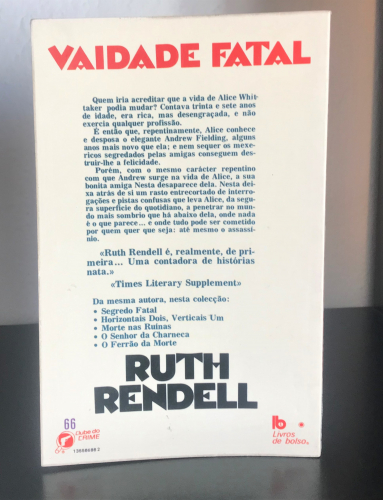 VAIDADE FATAL
Quem iria acreditar que a vida de Alice Whit-
taker podia mudar? Contava trinta e sete anos
de idade, era rica, mas desengraçada, e não
exercia qualquer profissão.
É então que, repentinamente, Alice conhece
e desposa o elegante Andrew Fielding, alguns
anos mais novo que ela; e nem sequer os mexe-
ricos segredados pelas amigas conseguem des-
truir-lhe a felicidade.
Porém, com o mesmo carácter repentino
com que Andrew surge na vida de Alice, a sua
bonita amiga Nesta desaparece dela. Nesta dei-
xa atrás de si um rasto entrecortado de interro-
gações e pistas confusas que leva Alice, da segu-
ra superfície do quotidiano, a penetrar no mun-
do mais sombrio que há abaixo dela, onde nada
é o que parece... e onde tudo pode ser cometido
por quem quer que seja: até mesmo o assassí-
nio.
«Ruth Rendell é, realmente, de pri-
meira... Uma contadora de histórias
nata.»
«Times Literary Supplement»
Da mesma autora, nesta colecção:
• Segredo Fatal
• Horizontais Dois, Verticais Um
• Morte nas Ruínas
• O Senhor da Charneca
• O Ferrão da Morte
RUTH
RENDELL
66
clube do
CRIME
lb
Livros
de bolso